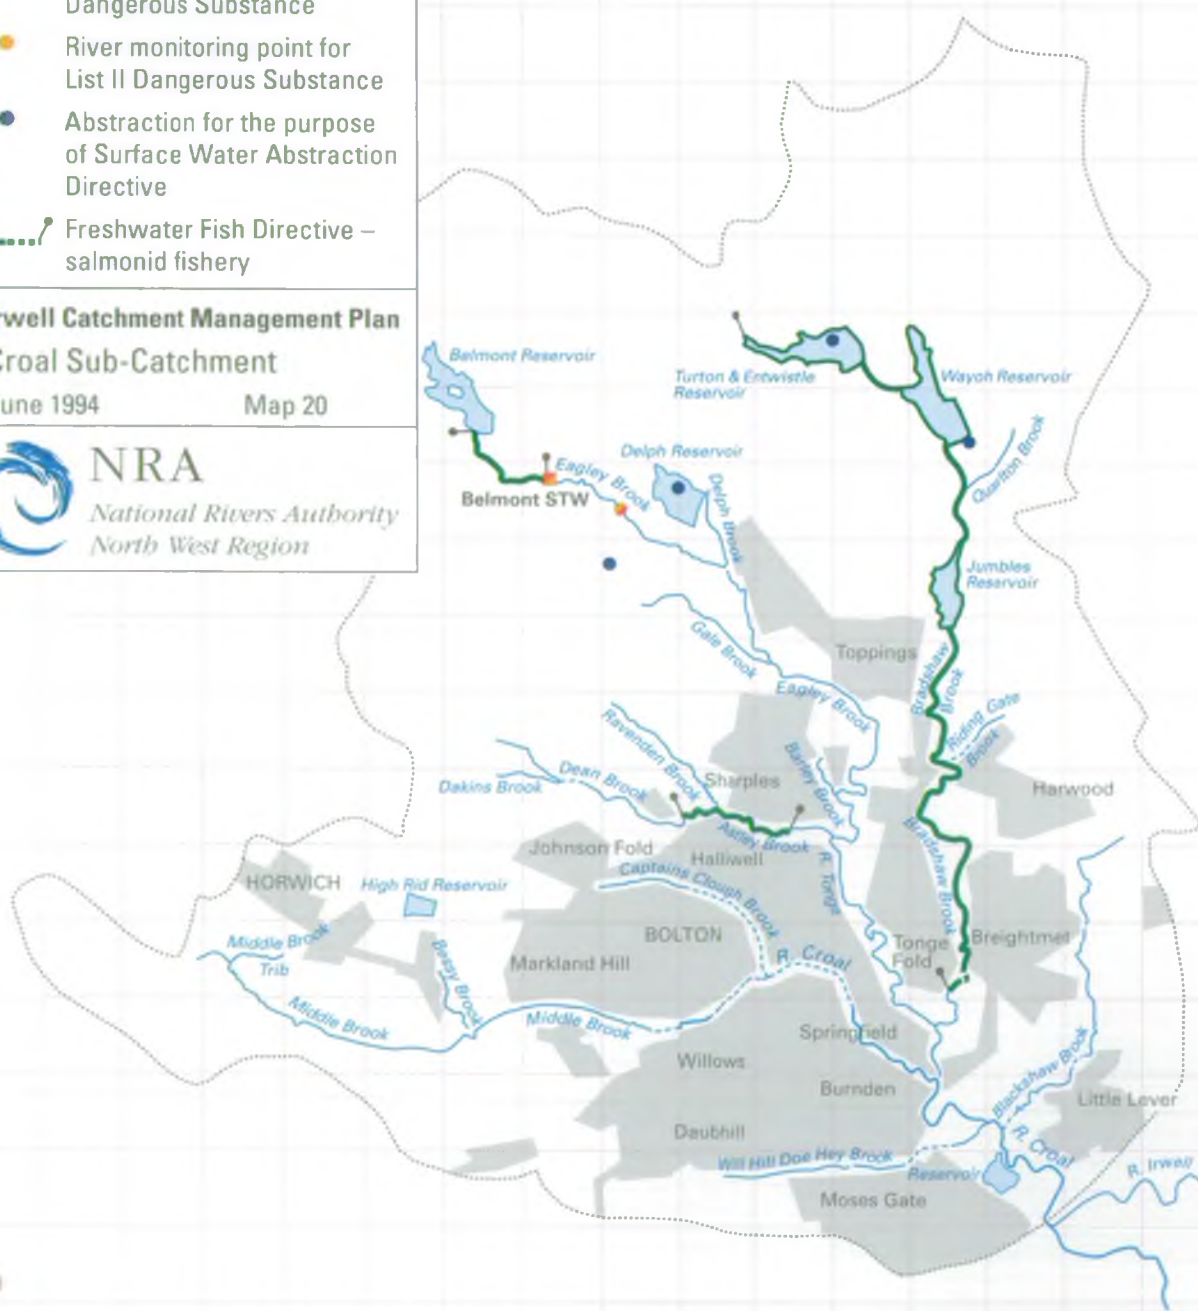 Dangerous Substance
River monitoring point for
List II Dangerous Substance
Abstraction for the purpose
of Surface Water Abstraction
Directive
Freshwater Fish Directive –
salmonid fishery
rwell Catchment Management Plan
Croal Sub-Catchment
une 1994 Map 20
NRA
National Rivers Authority
North West Region
Belmont Reservoir
Turton & Entwistle
Reservoir
Wayoh Reservoir
Quarlton Brook
Delph Reservoir
Eagley Brook
Delph Brook
Belmont STW
Jumbles
Reservoir
Gale Brook
Toppings
Bradshaw
Brook
Eagley Brook
Riding Gate
Brook
Ravenden Brook
Barley Brook
Sharples
Dean Brook
Dakins Brook
Harwood
Astley Brook
Bradshaw Brook
Johnson Fold
Halliwell
R. Tonge
Captains Clough Brook
HORWICH
High Rid Reservoir
BOLTON
Tonge
Fold
Breightmet
Middle Brook
Trib
Bessy Brook
Markland Hill
R. Croal
Middle Brook
Middle Brook
Springfield
Willows
Burnden
Blackshaw Brook
Little Lever
Daubhill
R. Croal
Will Hill Doe Hey Brook
Reservoir
R. Irwell
Moses Gate